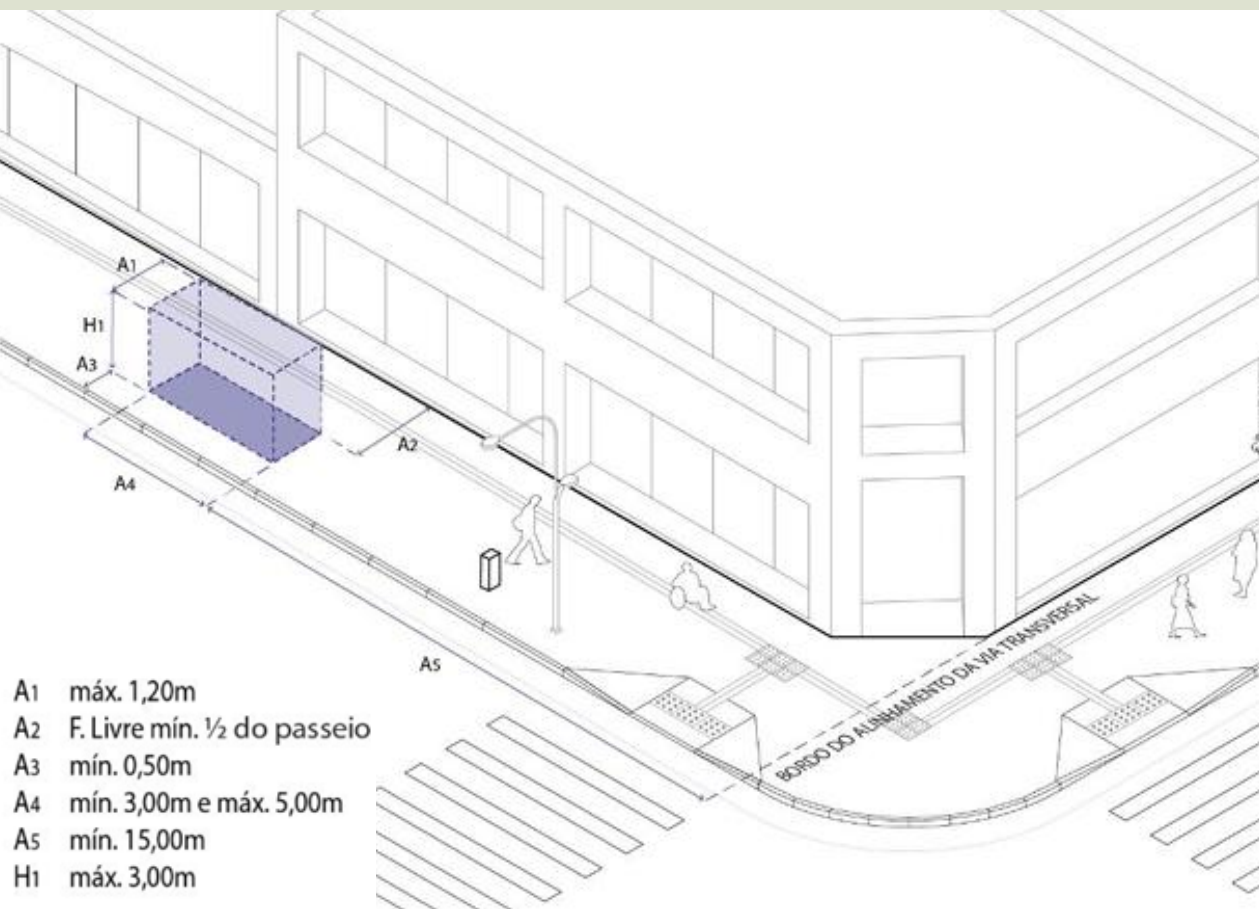 A1
H1
A3
A2
A4
A5
BORDO DO ALINHAMENTO DA VIA TRANSVERSAL
A1 máx. 1,20m
A2 F. Livre mín. ½ do passeio
A3 mín. 0,50m
A4 mín. 3,00m e máx. 5,00m
A5 mín. 15,00m
H1 máx. 3,00m